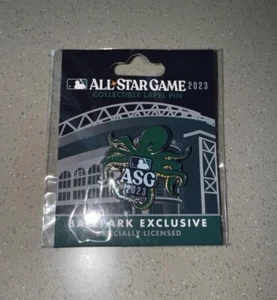 ALL★STAR GAME 2023
COLLECTIBLE LAPEL PIN
ASG
2023
BALLPARK EXCLUSIVE
OFFICIALLY LICENSED